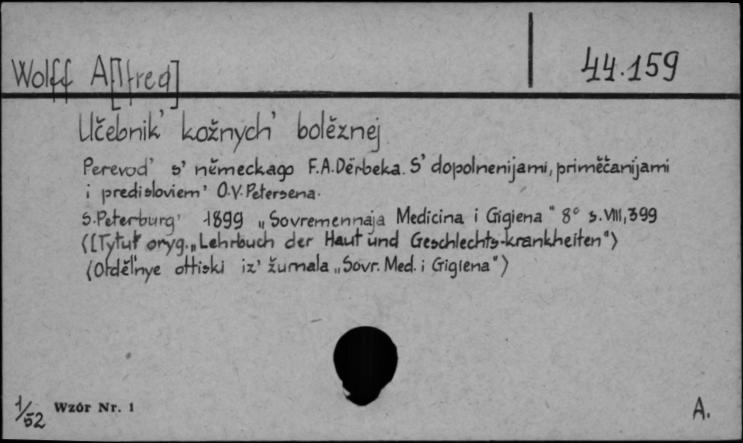 Wolff A[lfred]
44.159
Učebnik' kožnych' bolěznej
Perevod' s' německago F.A.Dërbeka. S' dopolnenijami, priměčanijami
i predisloviem' O.V. Petersena.
S.Peterburg' 1899 „Sovremennaja Medicina i Gigiena" 8° s. VIII, 399
([Tytuł oryg. „Lehrbuch der Haut und Geschlechts-krankheiten")
(Otděl'nye ottiski iz' žurnala „Sovr. Med. i Gigiena")
1/52 Wzór Nr. 1
A.